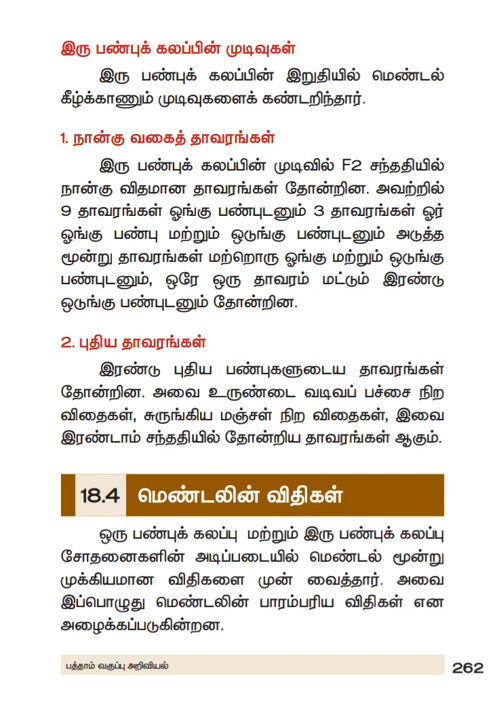 இரு பண்புக் கலப்பின் முடிவுகள்
இரு பண்புக் கலப்பின் இறுதியில் மெண்டல்
கீழ்க்காணும் முடிவுகளைக் கண்டறிந்தார்.
1. நான்கு வகைத் தாவரங்கள்
இரு பண்புக் கலப்பின் முடிவில் F2 சந்ததியில்
நான்கு விதமான தாவரங்கள் தோன்றின. அவற்றில்
9 தாவரங்கள் ஓங்கு பண்புடனும் 3 தாவரங்கள் ஓர்
ஓங்கு பண்பு மற்றும் ஒடுங்கு பண்புடனும் அடுத்த
மூன்று தாவரங்கள் மற்றொரு ஓங்கு மற்றும் ஒடுங்கு
பண்புடனும், ஒரே ஒரு தாவரம் மட்டும் இரண்டு
ஒடுங்கு பண்புடனும் தோன்றின.
2. புதிய தாவரங்கள்
இரண்டு புதிய பண்புகளுடைய தாவரங்கள்
தோன்றின. அவை உருண்டை வடிவப் பச்சை நிற
விதைகள், சுருங்கிய மஞ்சள் நிற விதைகள், இவை
இரண்டாம் சந்ததியில் தோன்றிய தாவரங்கள் ஆகும்.
18.4 மெண்டலின் விதிகள்
ஒரு பண்புக் கலப்பு மற்றும் இரு பண்புக் கலப்பு
சோதனைகளின் அடிப்படையில் மெண்டல் மூன்று
முக்கியமான விதிகளை முன் வைத்தார். அவை
இப்பொழுது மெண்டலின் பாரம்பரிய விதிகள் என
அழைக்கப்படுகின்றன.
பத்தாம் வகுப்பு அறிவியல் 262